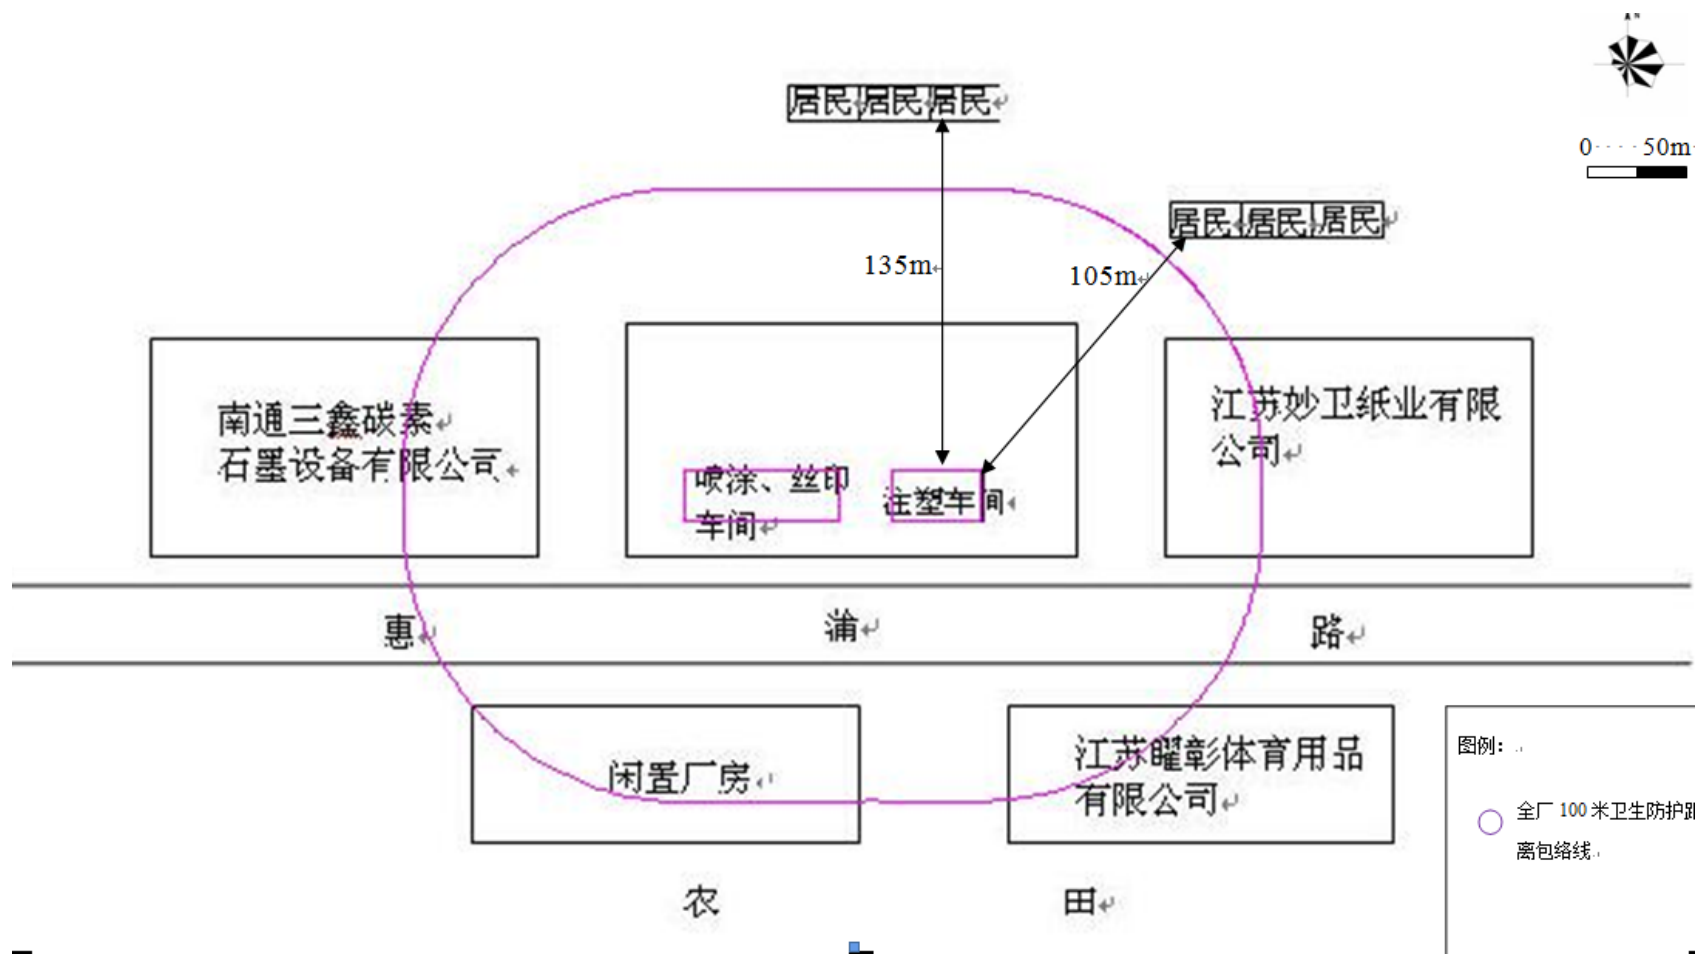 N
居民 居民 居民
0 50m
居民 居民 居民
135m
105m
南通三鑫碳素
石墨设备有限公司
江苏妙卫纸业有限
公司
喷涂、丝印
车间
注塑车间
惠 蒲 路
闲置厂房
江苏曜彰体育用品
有限公司
图例：
全厂 100 米卫生防护距
离包络线
农 田